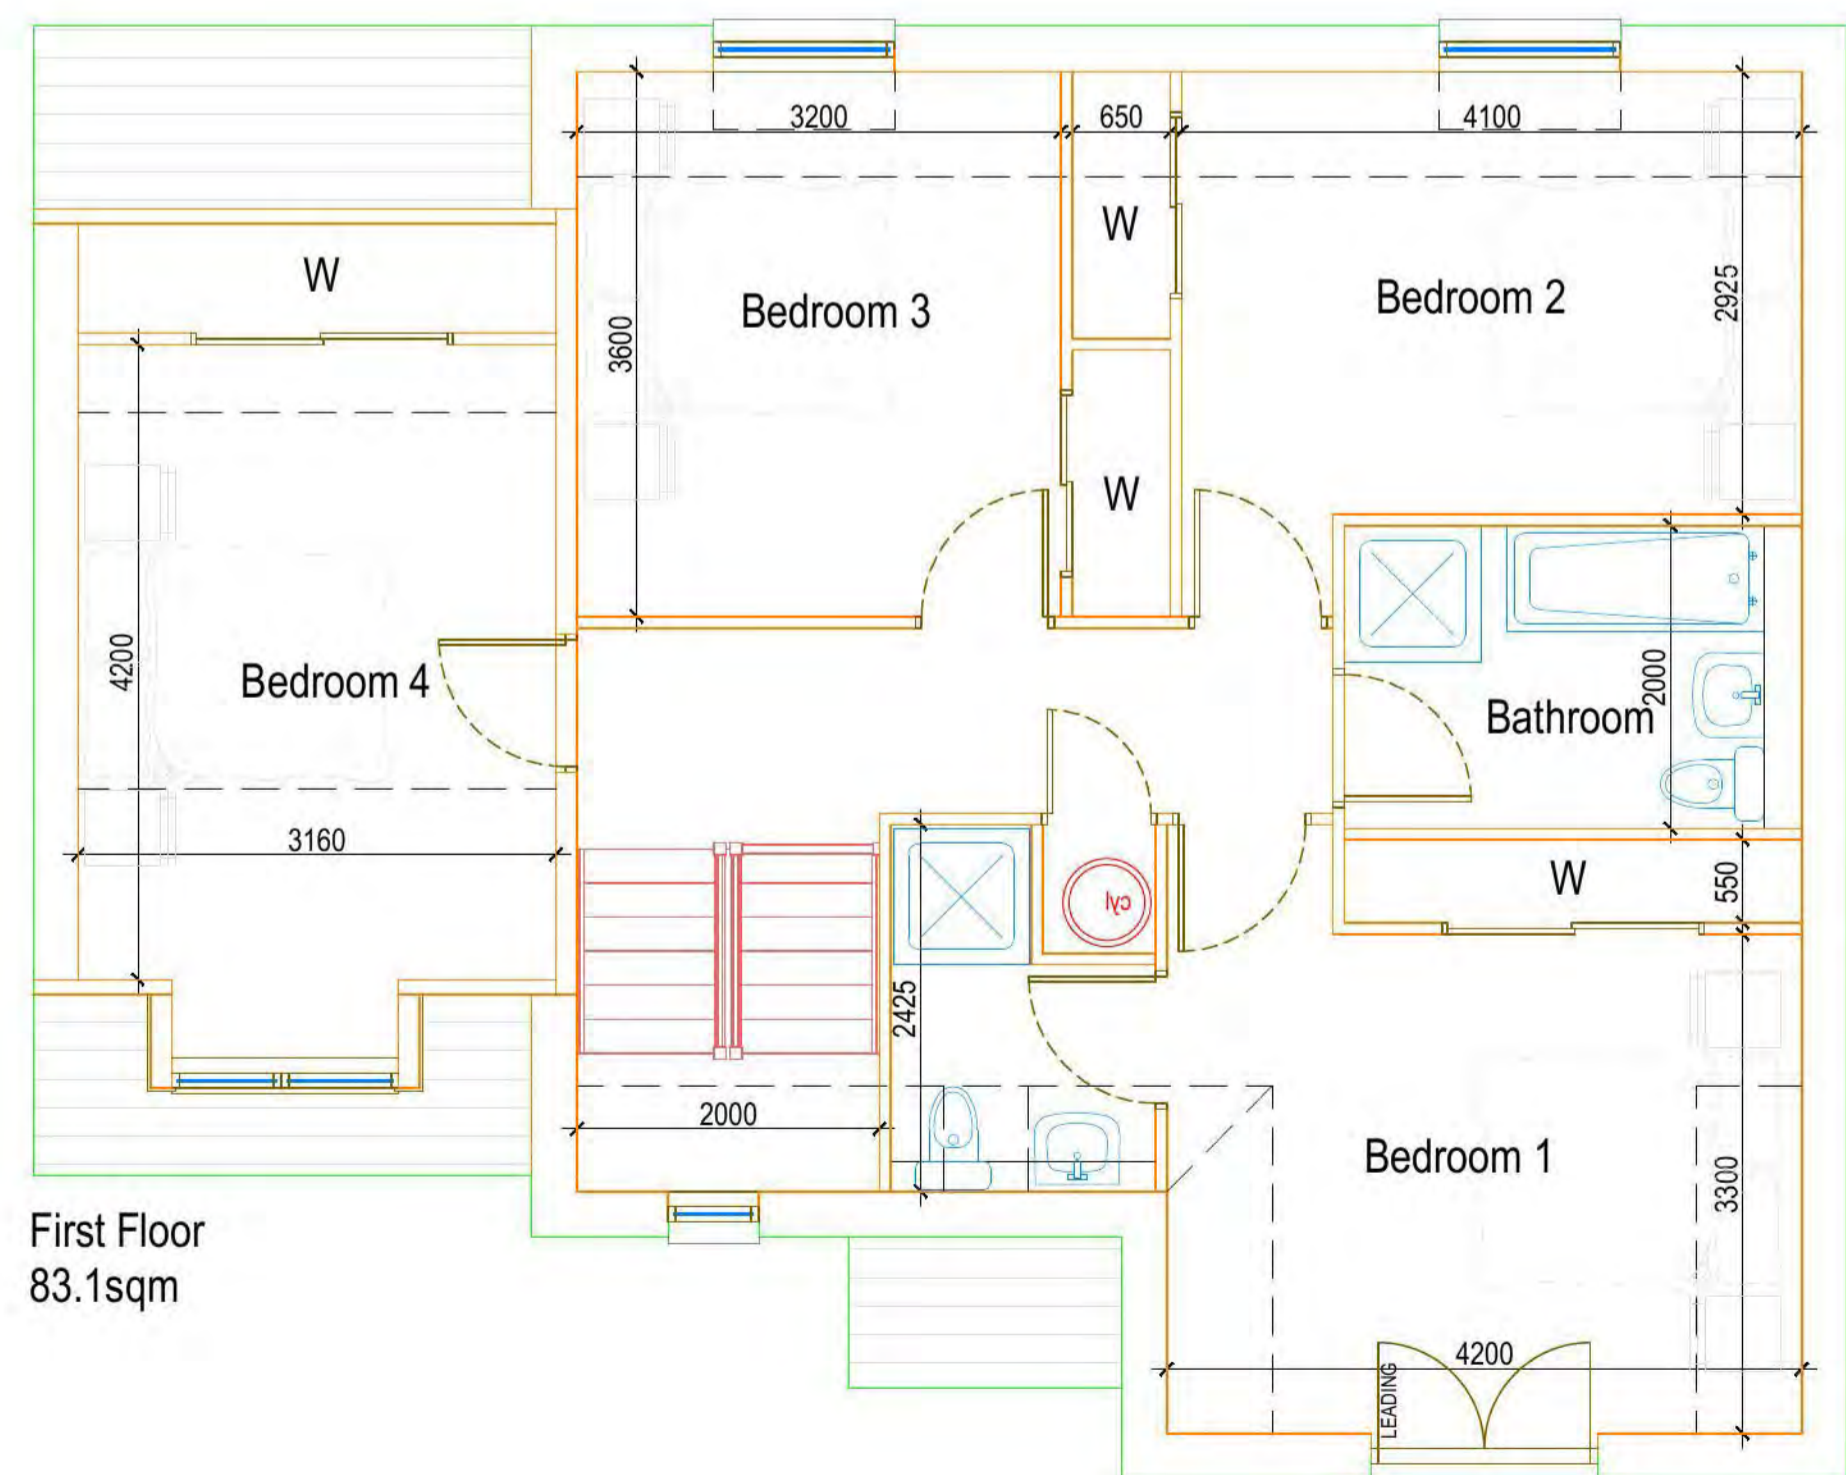 3200
650
4100
W
W
Bedroom 3
Bedroom 2
2925
3600
W
4200
Bedroom 4
2000
Bathroom
3160
W
550
cyl
2425
2000
Bedroom 1
3300
First Floor
83.1sqm
4200
LEADING